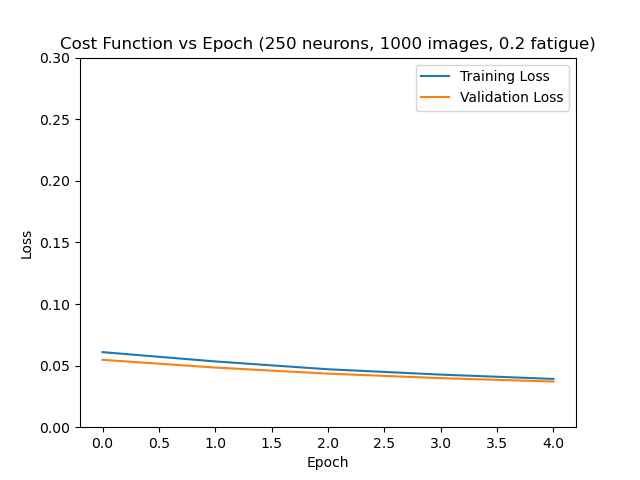 Cost Function vs Epoch (250 neurons, 1000 images, 0.2 fatigue)
Training Loss
Validation Loss
0.30
0.25
0.20
0.15
0.10
0.05
0.00
Loss
0.0 0.5 1.0 1.5 2.0 2.5 3.0 3.5 4.0
Epoch